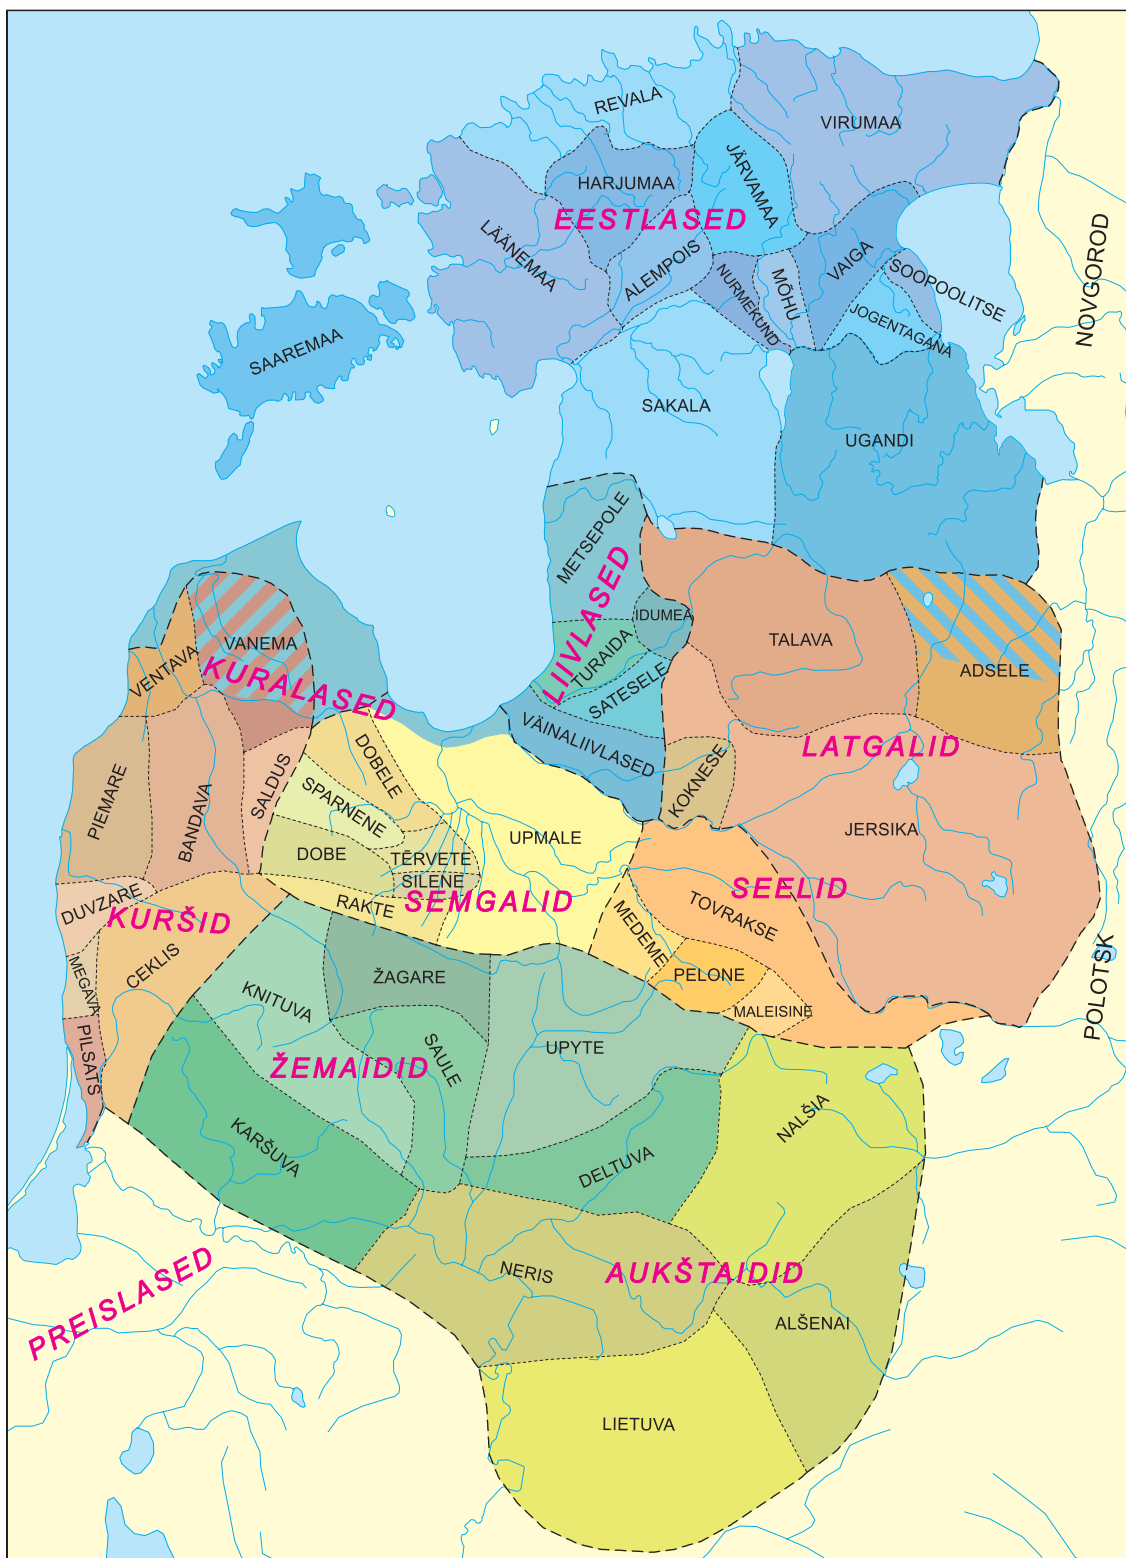 REVALA
VIRUMAA
HARJUMAA
JÄRVAMAA
EESTLASED
LÄÄNEMAA
ALEMPOIS
NURMEKUND
MÕHU
VAIGA
SOOPOOLITSE
JOGENTAGANA
NOVGOROD
SAAREMAA
SAKALA
UGANDI
METSEPOLE
LIIVLASED
IDUMEA
TURAIDA
SATESELE
VÄINALIIVLASED
TALAVA
ADSELE
VANEMA
VENTAVA
KURALASED
LATGALID
KOKNESE
DOBELE
PIEMARE
BANDAVA
SALDUS
SPARNENE
DOBE
TĒRVETE
SILENE
UPMALE
JERSIKA
DUVZARE
KURŠID
RAKTE
SEMGALID
SEELID
TOVRAKSE
MEDEME
CEKLIS
MEGAVA
PELONE
MALEISINE
POLOTSK
ŽAGARE
KNITUVA
PILSATS
ŽEMAIDID
SAULE
UPYTE
KARŠUVA
DELTUVA
NALŠIA
PREISLASED
NERIS
AUKŠTAIDID
ALŠENAI
LIETUVA